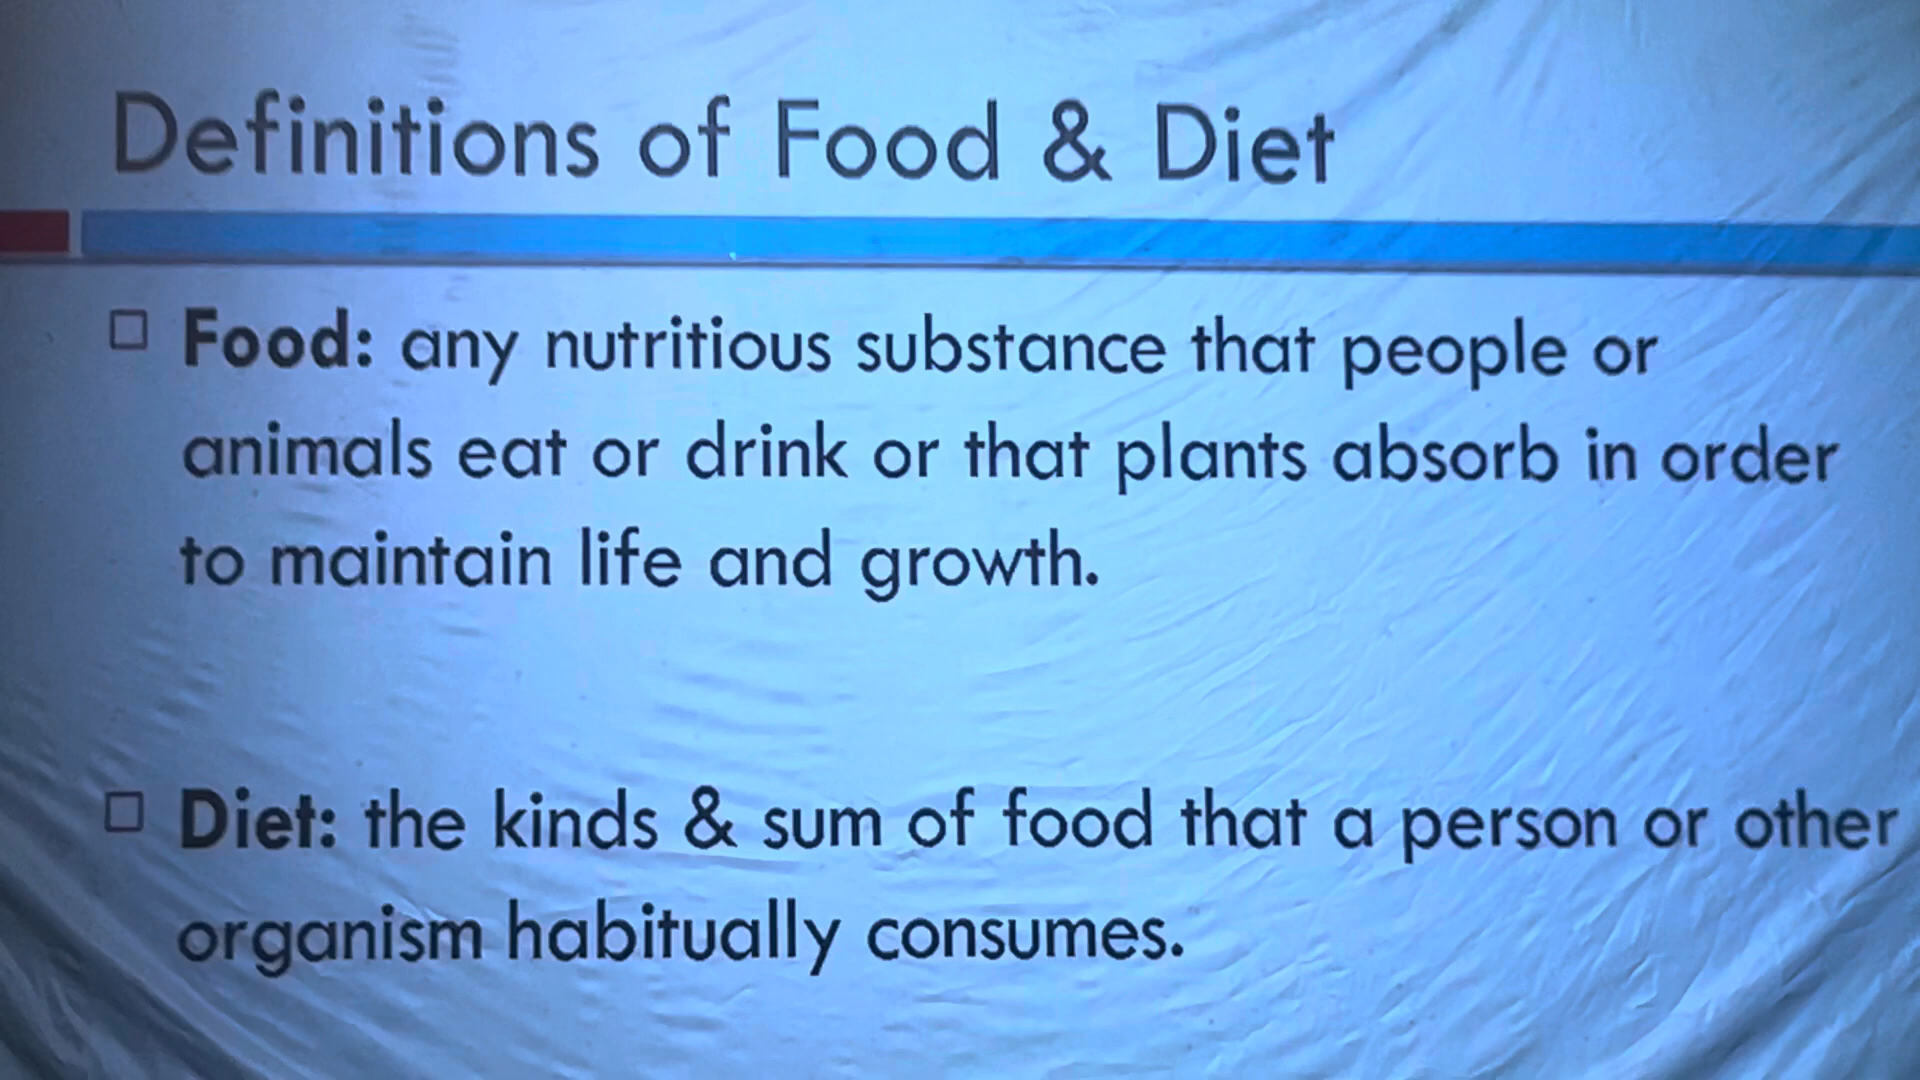 Definitions of Food & Diet
Food: any nutritious substance that people or
animals eat or drink or that plants absorb in order
to maintain life and growth.
Diet: the kinds & sum of food that a person or other
organism habitually consumes.